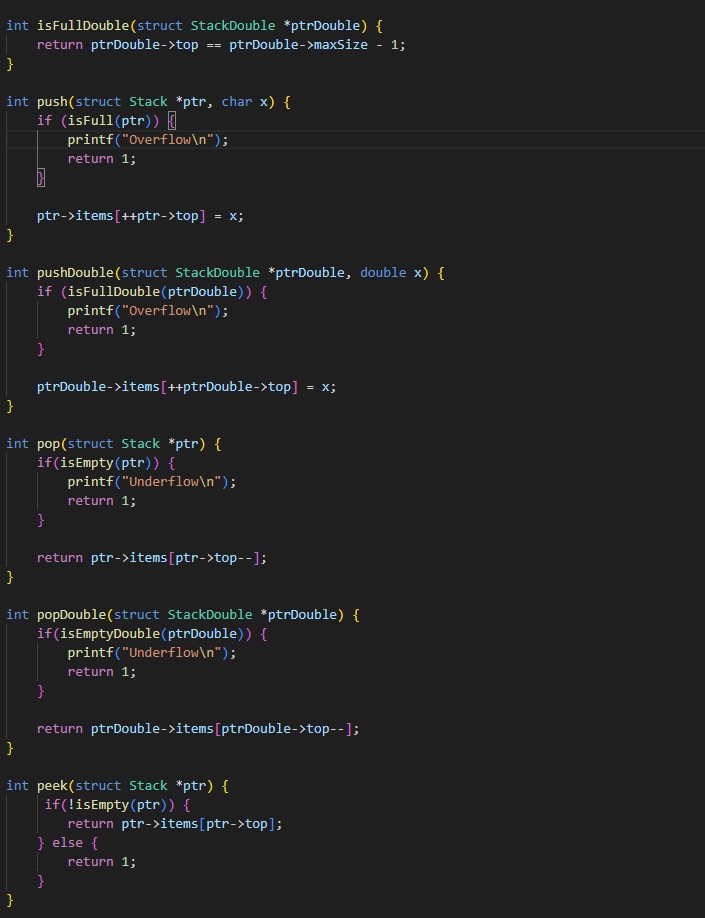 int isFullDouble(struct StackDouble *ptrDouble) {
    return ptrDouble->top == ptrDouble->maxSize - 1;
}

int push(struct Stack *ptr, char x) {
    if (isFull(ptr)) {
        printf("Overflow\n");
        return 1;
    }

    ptr->items[++ptr->top] = x;
}

int pushDouble(struct StackDouble *ptrDouble, double x) {
    if (isFullDouble(ptrDouble)) {
        printf("Overflow\n");
        return 1;
    }

    ptrDouble->items[++ptrDouble->top] = x;
}

int pop(struct Stack *ptr) {
    if(isEmpty(ptr)) {
        printf("Underflow\n");
        return 1;
    }

    return ptr->items[ptr->top--];
}

int popDouble(struct StackDouble *ptrDouble) {
    if(isEmptyDouble(ptrDouble)) {
        printf("Underflow\n");
        return 1;
    }

    return ptrDouble->items[ptrDouble->top--];
}

int peek(struct Stack *ptr) {
     if(!isEmpty(ptr)) {
        return ptr->items[ptr->top];
    } else {
        return 1;
    }
}